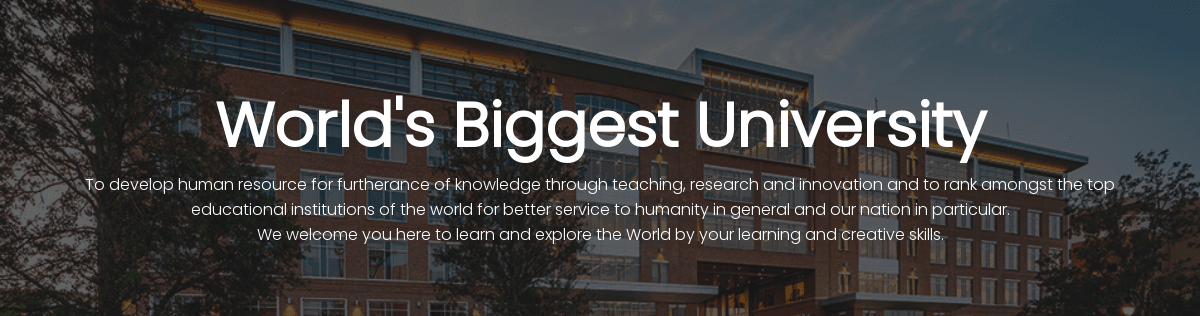 World's Biggest University
To develop human resource for furtherance of knowledge through teaching, research and innovation and to rank amongst the top
educational institutions of the world for better service to humanity in general and our nation in particular.
We welcome you here to learn and explore the World by your learning and creative skills.